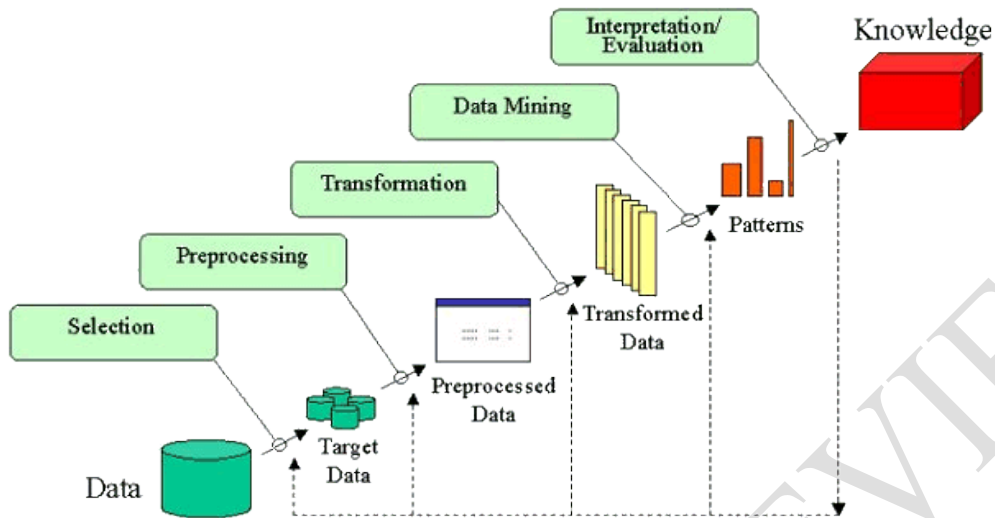 Interpretation/
Evaluation
Knowledge
Data Mining
Transformation
Patterns
Preprocessing
Transformed
Data
Selection
Preprocessed
Data
Target
Data
Data